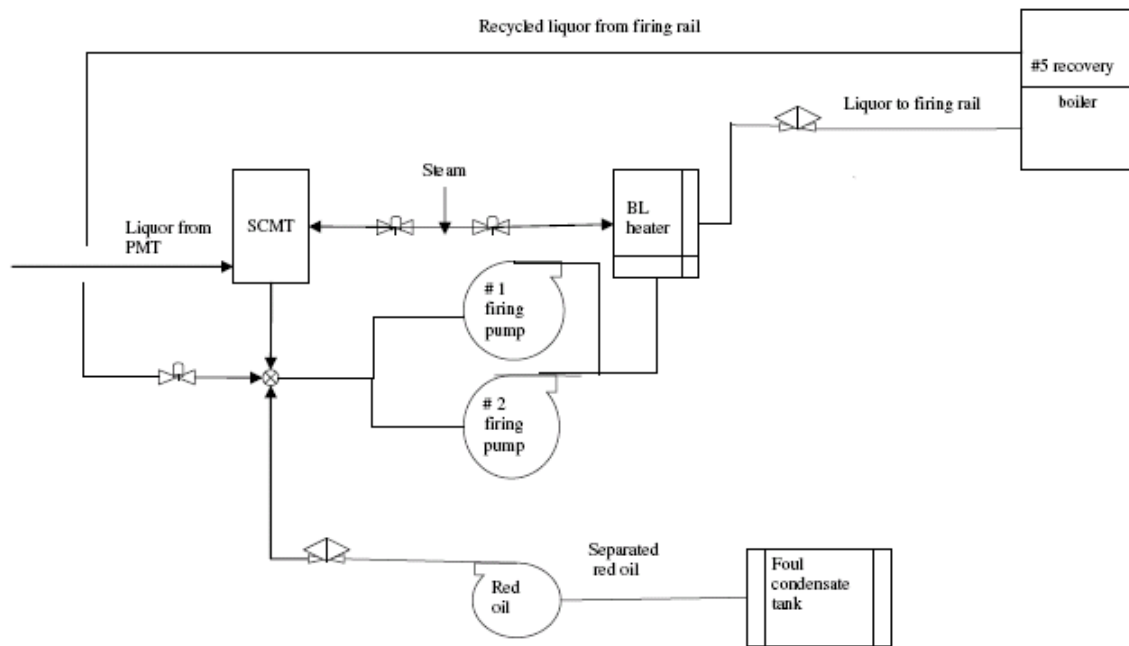 Recycled liquor from firing rail
#5 recovery
boiler
Liquor to firing rail
Steam
SCMT
BL
heater
Liquor from
PMT
# 1
firing
pump
# 2
firing
pump
Separated
red oil
Red
oil
Foul
condensate
tank